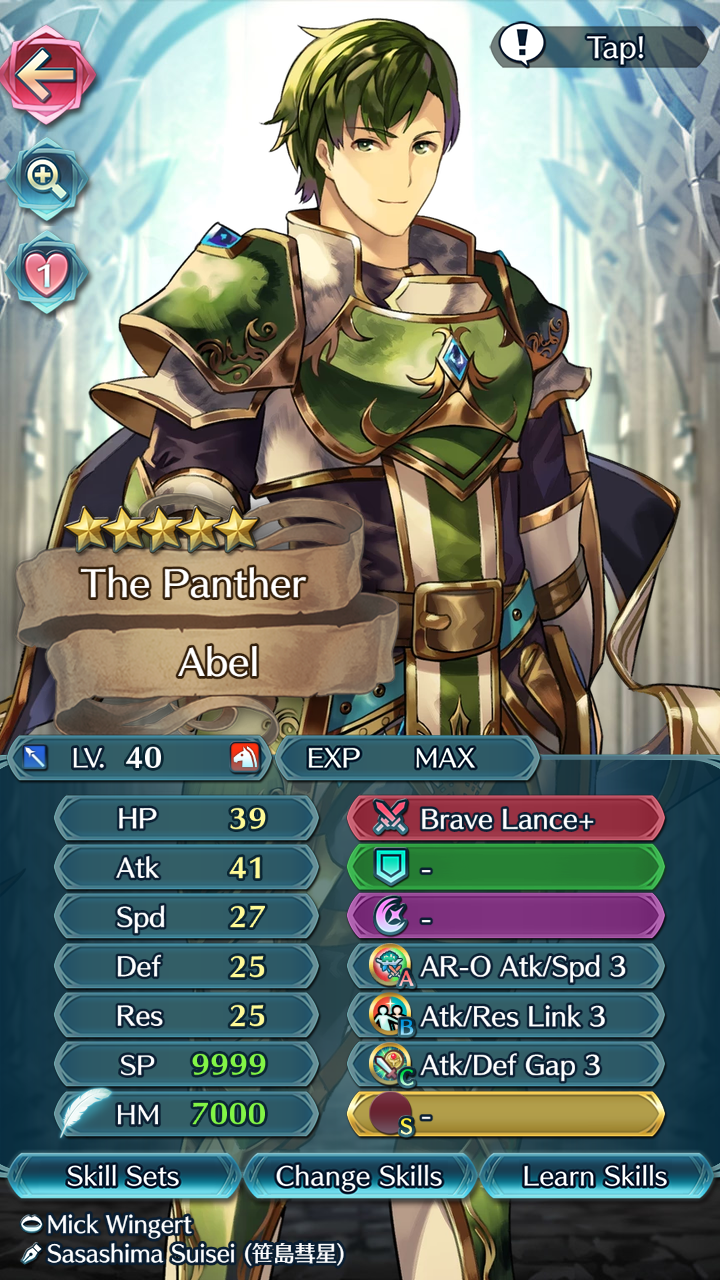 ! Tap!
1
The Panther
Abel
LV. 40 EXP MAX
HP 39 Brave Lance+
Atk 41 -
Spd 27 -
Def 25 A AR-O Atk/Spd 3
Res 25 B Atk/Res Link 3
SP 9999 C Atk/Def Gap 3
HM 7000 S -
Skill Sets Change Skills Learn Skills
Mick Wingert
Sasashima Suisei (笹島彗星)